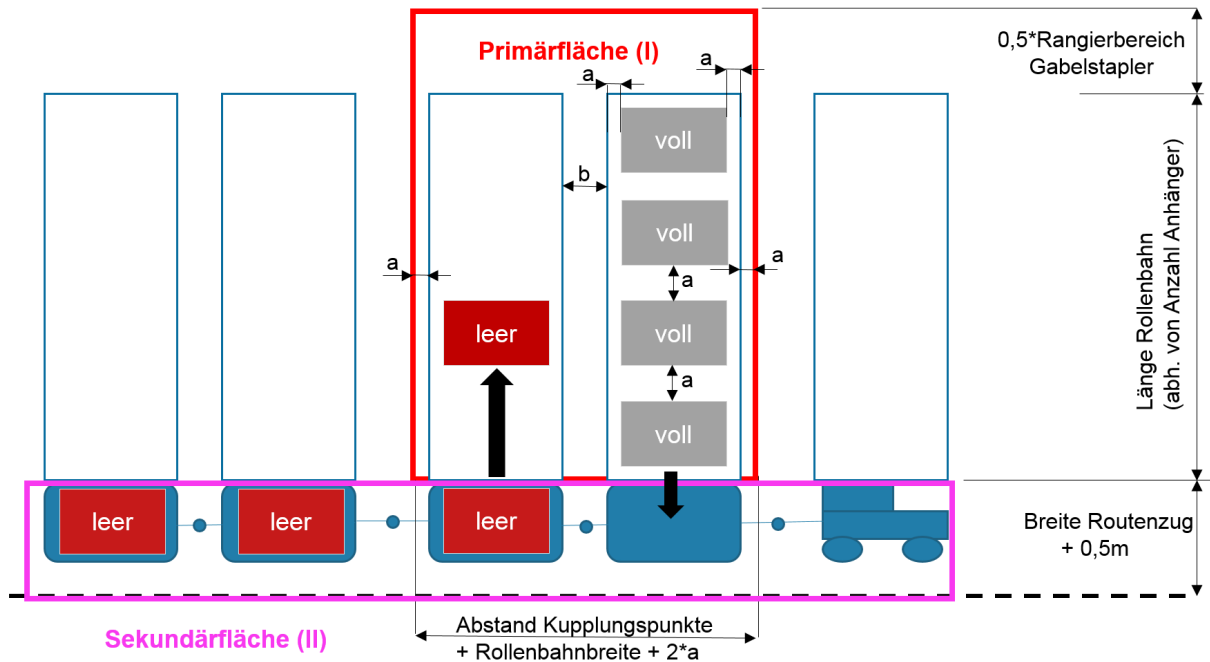 Primärfläche (I)
0,5*Rangierbereich
Gabelstapler
a
a
voll
b
voll
a
a
a
leer
voll
a
voll
Länge Rollenbahn
(abh. von Anzahl Anhänger)
leer
leer
leer
Breite Routenzug
+ 0,5m
Sekundärfläche (II)
Abstand Kupplungspunkte
+ Rollenbahnbreite + 2*a